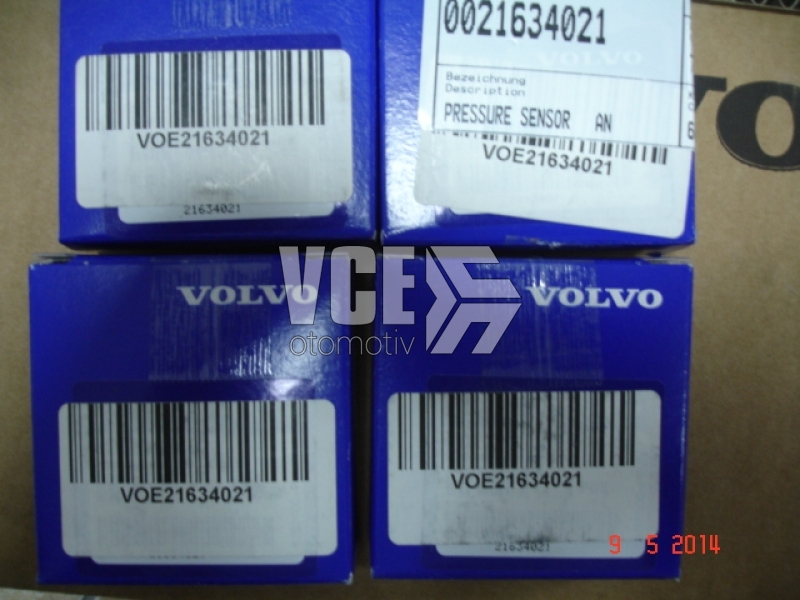 VOE21634021
21634021
0021634021
Bezeichnung
Description
PRESSURE SENSOR AN
VOE21634021
VOLVO
VCE
otomotiv
VOLVO
VOLVO
VOE21634021
VOE21634021
21634021
9 5 2014